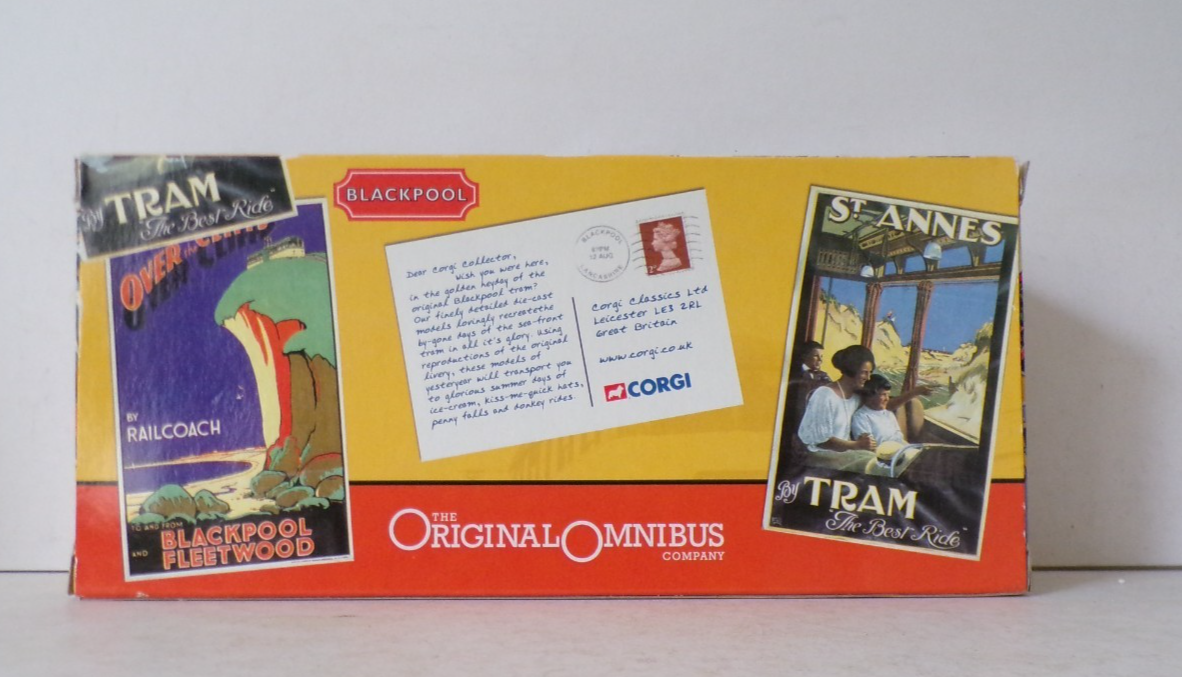 By TRAM
"The Best Ride"
OVER THE CLIFFS
BY
RAILCOACH
TO AND FROM
BLACKPOOL
AND
FLEETWOOD
BLACKPOOL
Dear Corgi Collector,
Wish you were here,
in the golden heyday of the
original Blackpool tram?
Our finely detailed die-cast
models lovingly recreate the
by-gone days of the sea-front
tram in all it's glory. Using
reproductions of the original
livery, these models of
yesteryear will transport you
to glorious summer days of
ice-cream, kiss-me-quick hats,
penny falls and donkey rides.
BLACKPOOL
LANCASHIRE
Corgi Classics Ltd
Leicester LE3 2RL
Great Britain
www.corgi.co.uk
CORGI
THE
ORIGINAL OMNIBUS
COMPANY
ST ANNES
By TRAM
"The Best Ride"